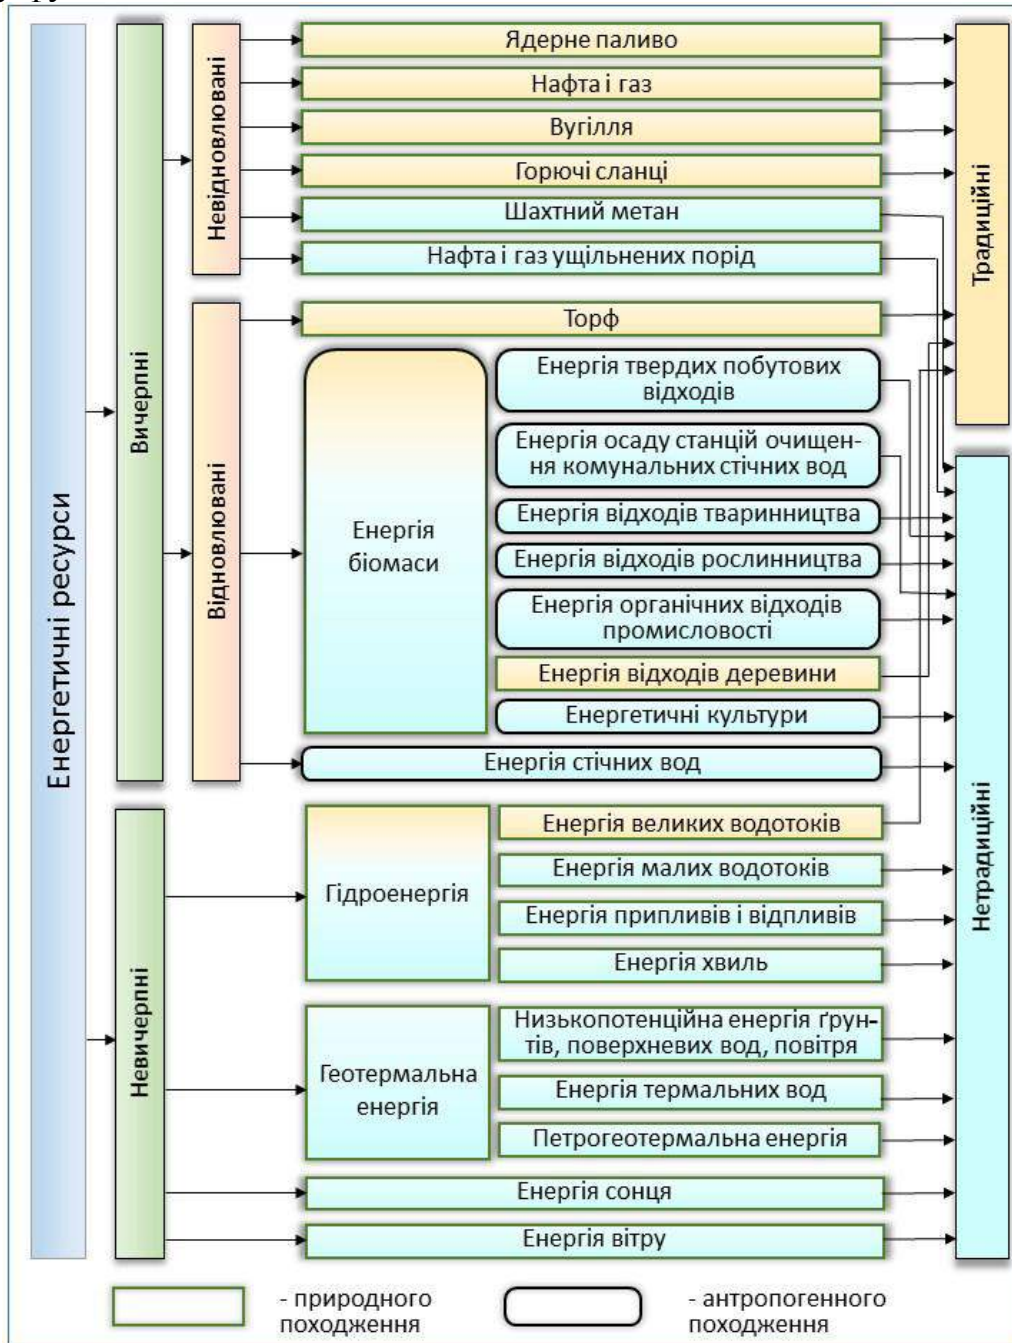 Енергетичні ресурси
Вичерпні
Невичерпні
Невідновлювані
Відновлювані
Ядерне паливо
Нафта і газ
Вугілля
Горючі сланці
Шахтний метан
Нафта і газ ущільнених порід
Торф
Енергія
біомаси
Енергія твердих побутових
відходів
Енергія осаду станцій очищен-
ня комунальних стічних вод
Енергія відходів тваринництва
Енергія відходів рослинництва
Енергія органічних відходів
промисловості
Енергія відходів деревини
Енергетичні культури
Енергія стічних вод
Гідроенергія
Енергія великих водотоків
Енергія малих водотоків
Енергія припливів і відпливів
Енергія хвиль
Геотермальна
енергія
Низькопотенційна енергія ґрун-
тів, поверхневих вод, повітря
Енергія термальних вод
Петрогеотермальна енергія
Енергія сонця
Енергія вітру
Традиційні
Нетрадиційні
- природного
походження
- антропогенного
походження